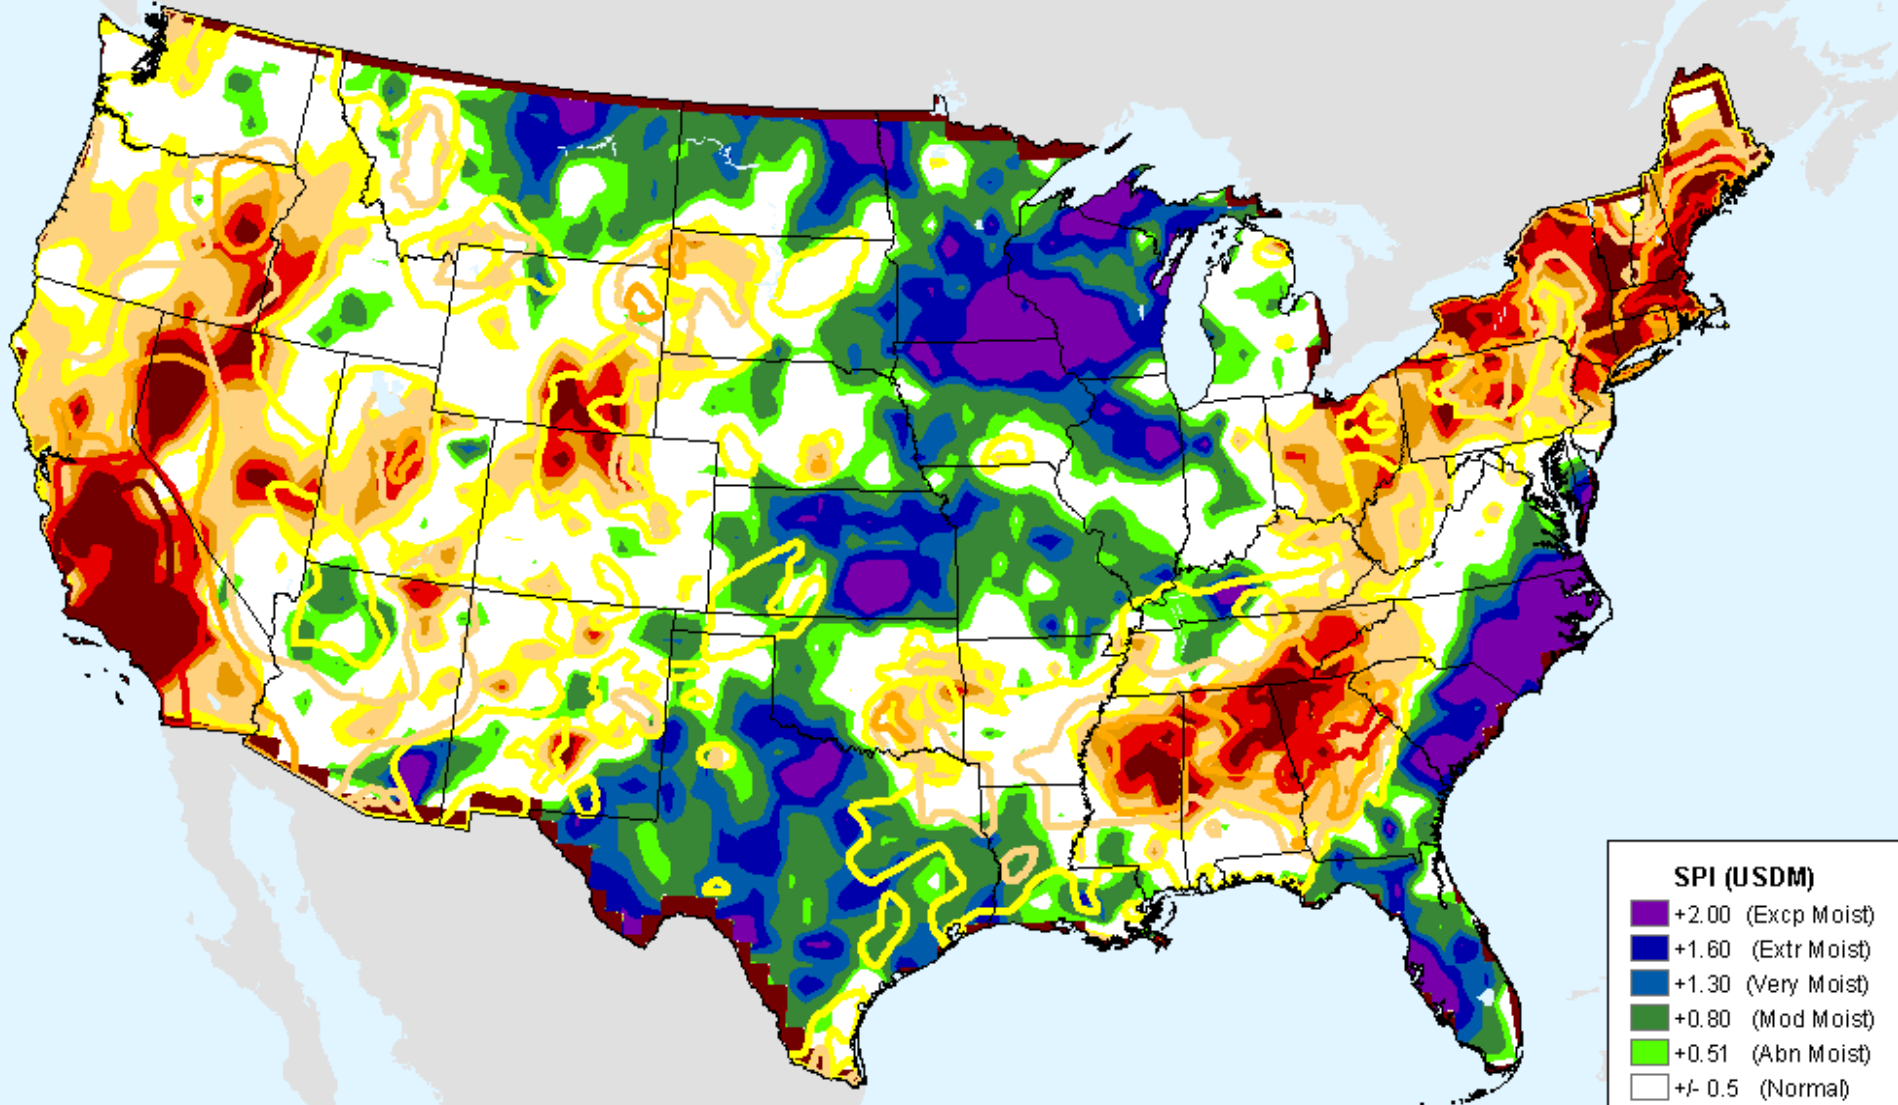 SPI (USDM)
+2.00 (Excp Moist)
+1.60 (Extr Moist)
+1.30 (Very Moist)
+0.80 (Mod Moist)
+0.51 (Abn Moist)
+/- 0.5 (Normal)